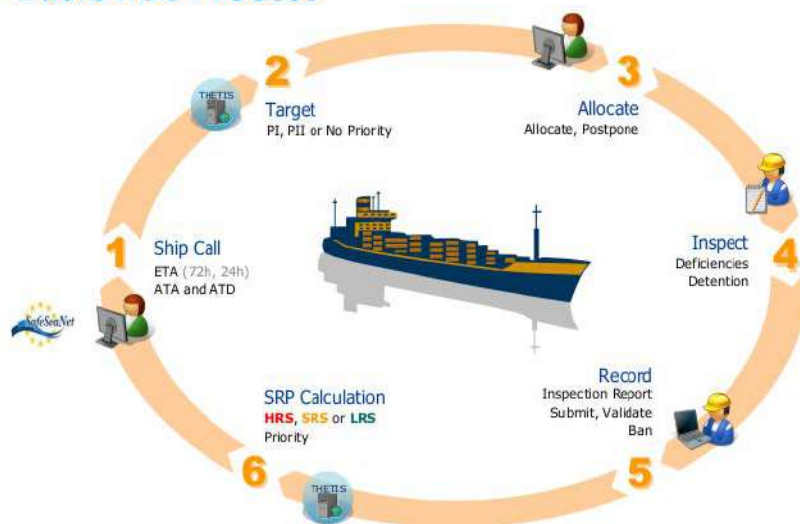 1
Ship Call
ETA (72h, 24h)
ATA and ATD
SafeSeaNet
THETIS
2
Target
PI, PII or No Priority
3
Allocate
Allocate, Postpone
4
Inspect
Deficiencies
Detention
5
Record
Inspection Report
Submit, Validate
Ban
THETIS
6
SRP Calculation
HRS, SRS or LRS
Priority